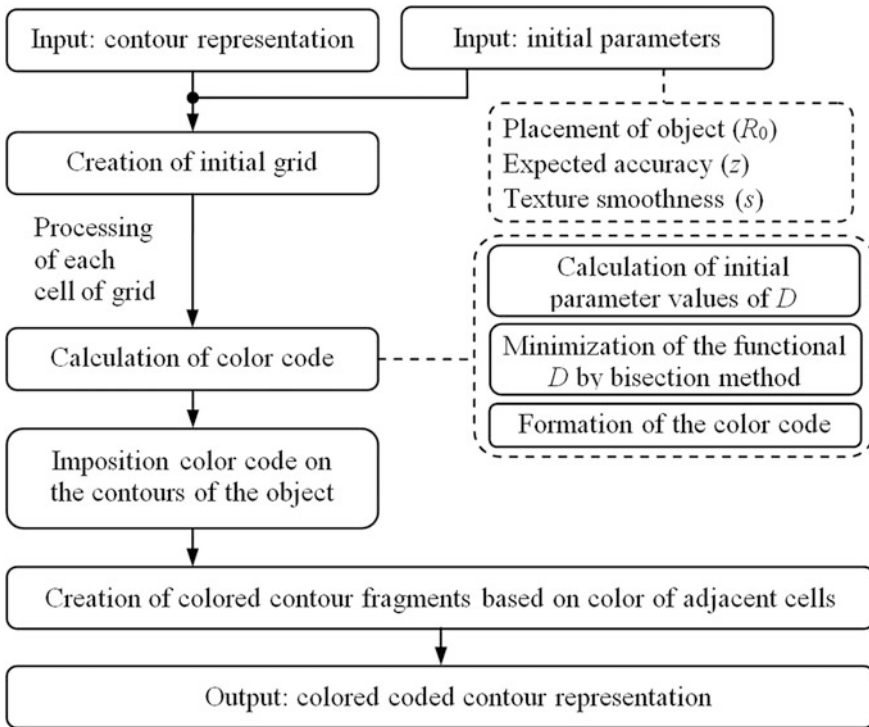 Input: contour representation
Input: initial parameters
Placement of object (R₀)
Expected accuracy (z)
Texture smoothness (s)
Creation of initial grid
Processing
of each
cell of grid
Calculation of initial
parameter values of D
Minimization of the functional
D by bisection method
Formation of the color code
Calculation of color code
Imposition color code on
the contours of the object
Creation of colored contour fragments based on color of adjacent cells
Output: colored coded contour representation